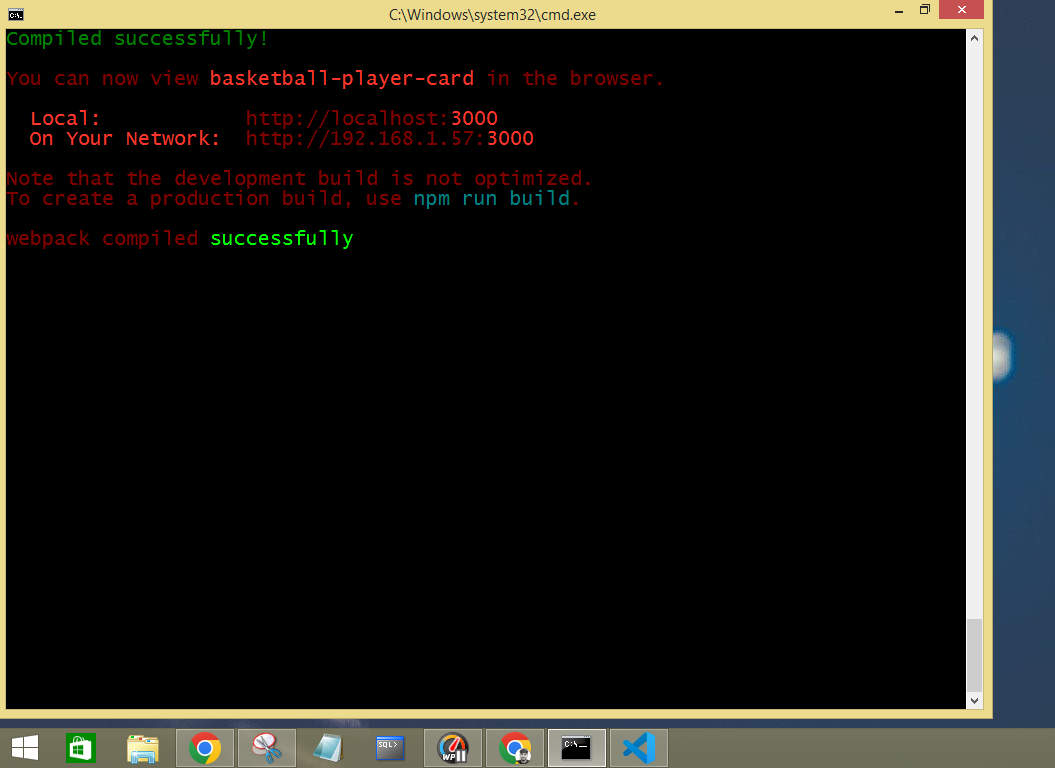 C:\Windows\system32\cmd.exe
Compiled successfully!
You can now view basketball-player-card in the browser.
Local: http://localhost:3000
On Your Network: http://192.168.1.57:3000
Note that the development build is not optimized.
To create a production build, use npm run build.
webpack compiled successfully
SQL>
WP
C:\_